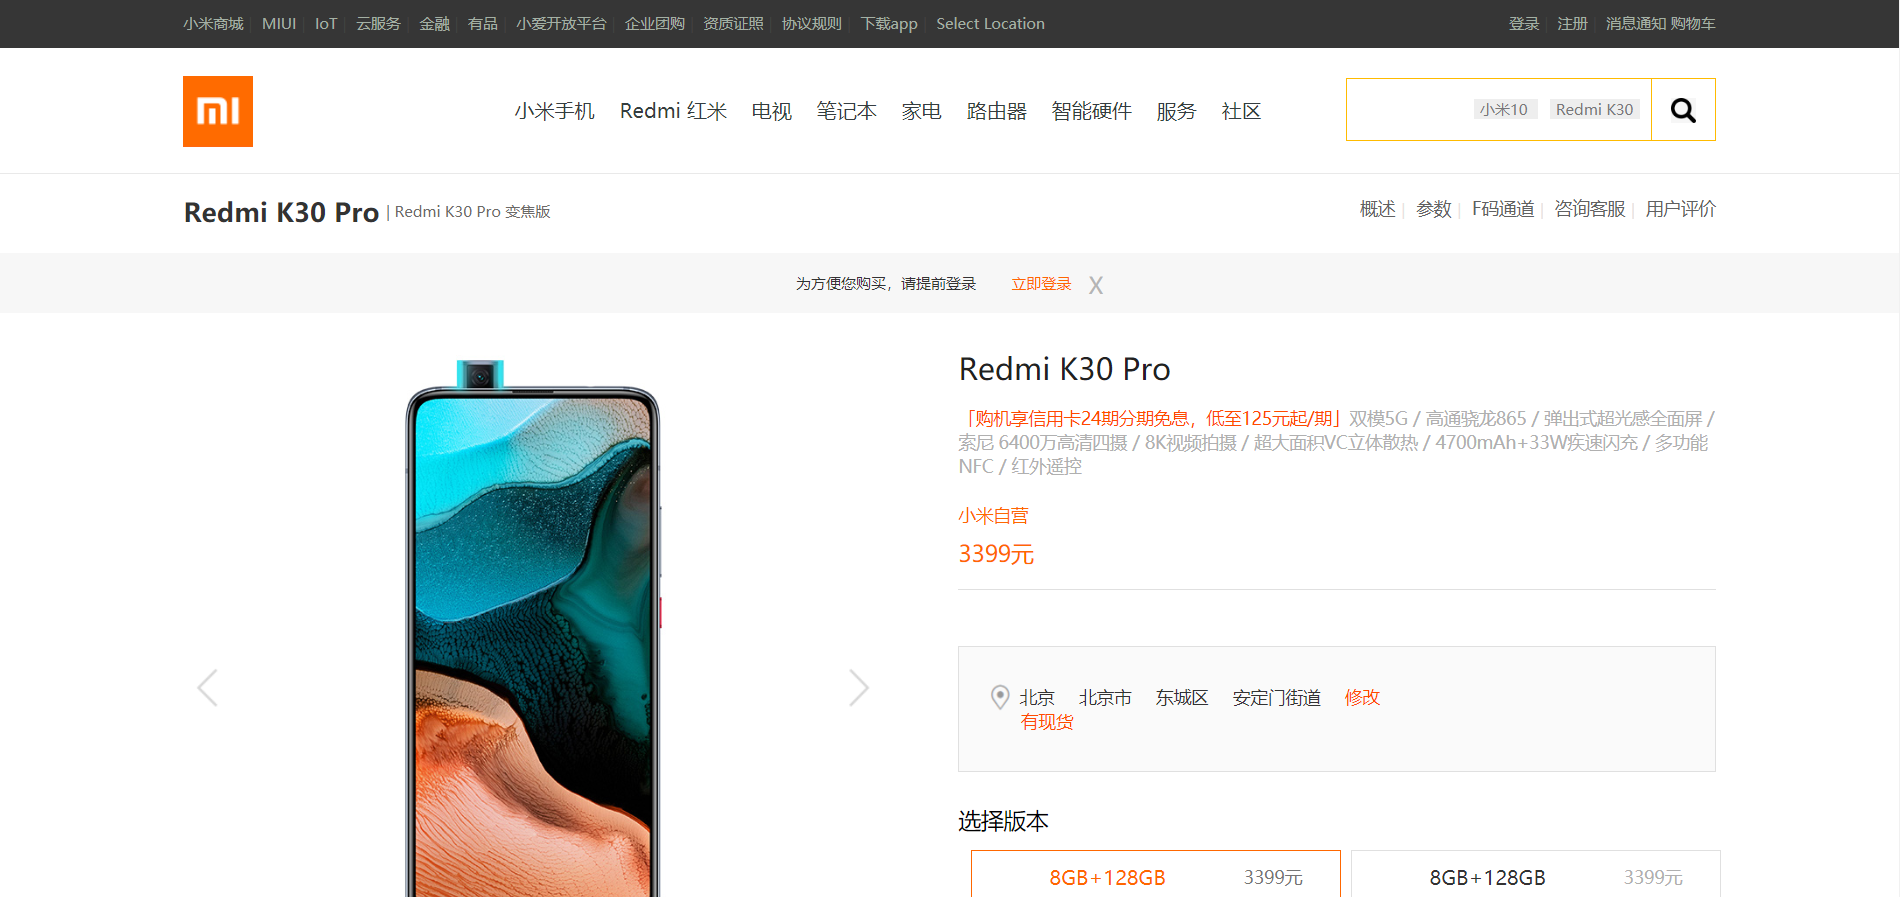 小米商城 MIUI IoT 云服务 金融 有品 小爱开放平台 企业团购 资质证照 协议规则 下载app Select Location 登录 注册 消息通知 购物车
小米手机 Redmi 红米 电视 笔记本 家电 路由器 智能硬件 服务 社区 小米10 Redmi K30
Redmi K30 Pro | Redmi K30 Pro 变焦版 概述 | 参数 | F码通道 | 咨询客服 | 用户评价
为方便您购买，请提前登录 立即登录 X
Redmi K30 Pro
「购机享信用卡24期分期免息，低至125元起/期」双模5G / 高通骁龙865 / 弹出式超光感全面屏 /
索尼 6400万高清四摄 / 8K视频拍摄 / 超大面积VC立体散热 / 4700mAh+33W疾速闪充 / 多功能
NFC / 红外遥控
小米自营
3399元
北京 北京市 东城区 安定门街道 修改
有现货
选择版本
8GB+128GB 3399元 8GB+128GB 3399元